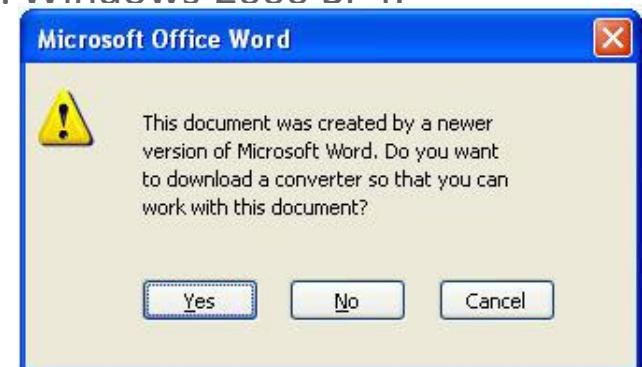 Microsoft Office Word
This document was created by a newer
version of Microsoft Word. Do you want
to download a converter so that you can
work with this document?
Yes
No
Cancel